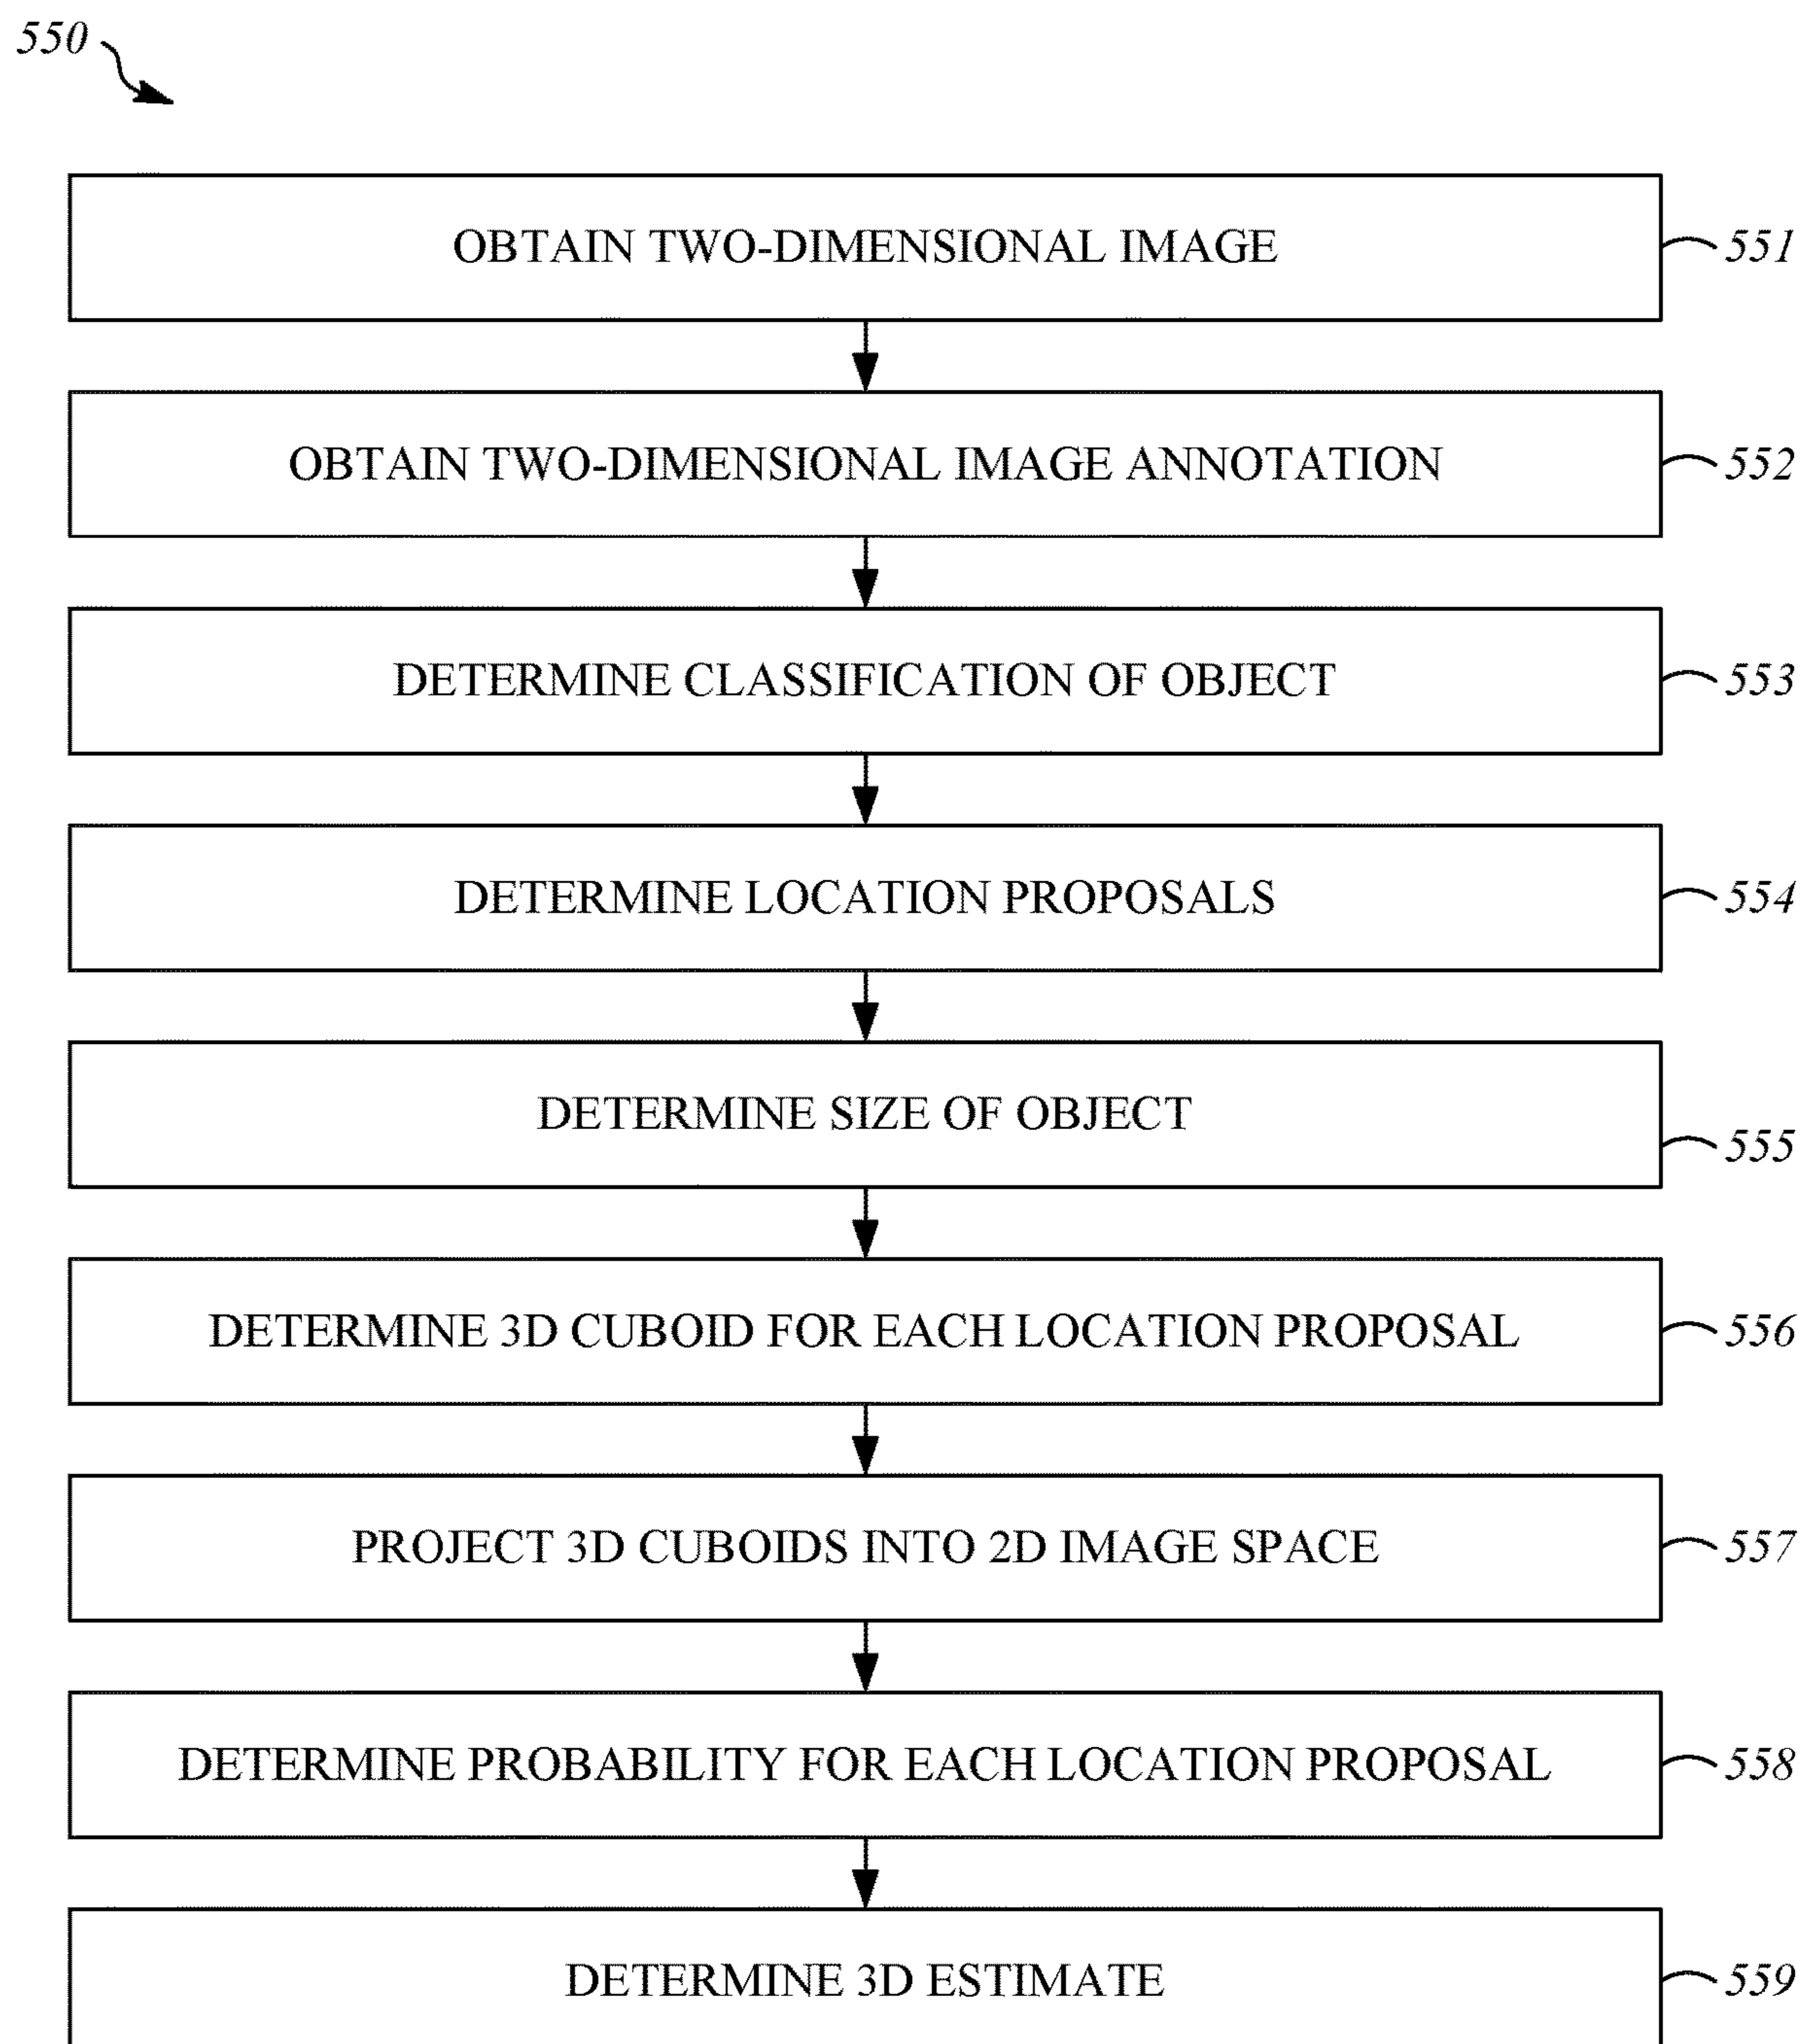 550
OBTAIN TWO-DIMENSIONAL IMAGE 551
OBTAIN TWO-DIMENSIONAL IMAGE ANNOTATION 552
DETERMINE CLASSIFICATION OF OBJECT 553
DETERMINE LOCATION PROPOSALS 554
DETERMINE SIZE OF OBJECT 555
DETERMINE 3D CUBOID FOR EACH LOCATION PROPOSAL 556
PROJECT 3D CUBOIDS INTO 2D IMAGE SPACE 557
DETERMINE PROBABILITY FOR EACH LOCATION PROPOSAL 558
DETERMINE 3D ESTIMATE 559